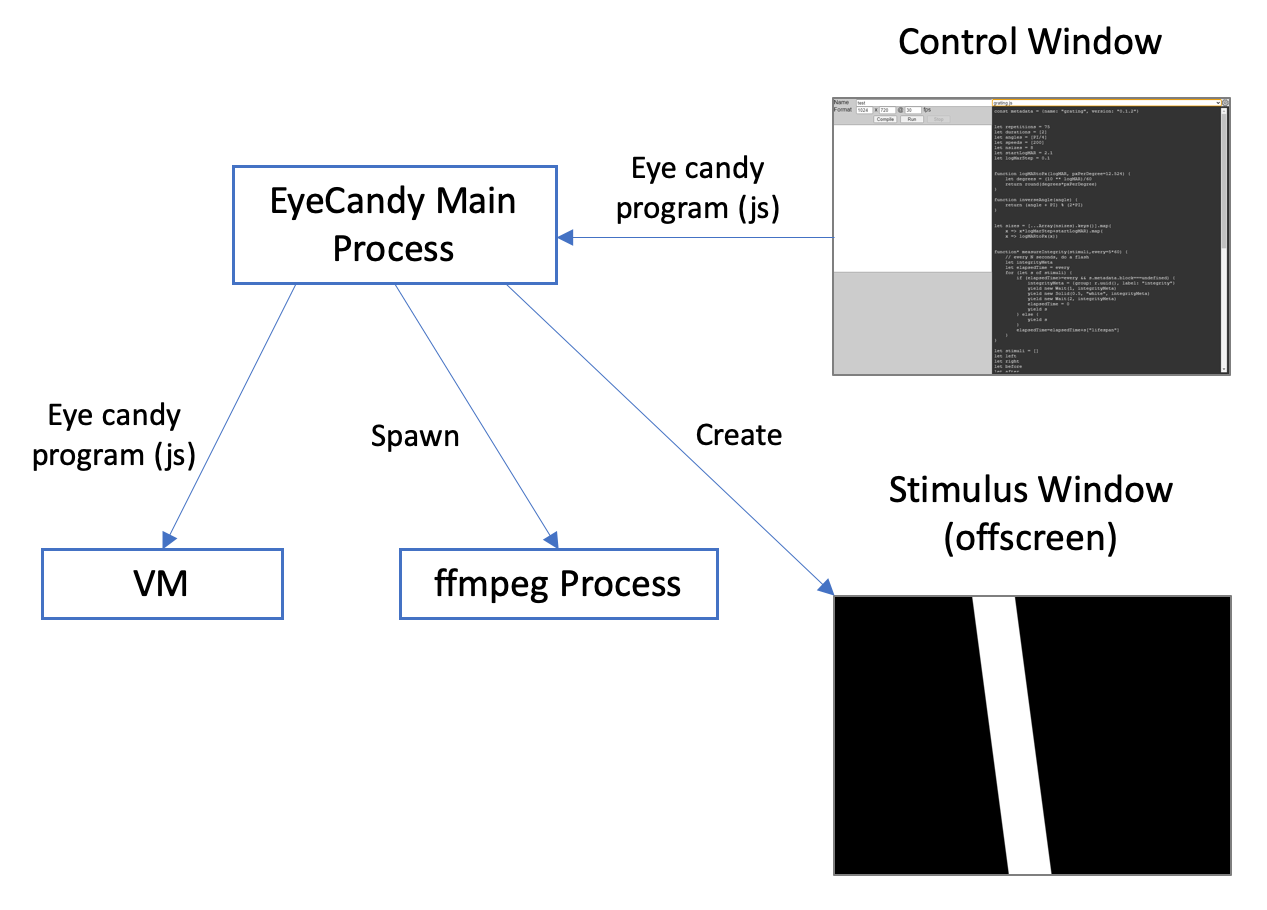 Control Window
Name test
Format 1024 x 720 @ 30 fps
Compile Run Stop
grating.js
const metadata = {name: "grating", version: "0.1.2"}
let repetitions = 70
let durations = [2]
let angles = [PI/4]
let speeds = [200]
let nsizes = 8
let startLogMAR = 2.1
let logMarStep = 0.1
function logMARtoPx(logMAR, pxPerDegree=12.524) {
let degrees = (10 ** logMAR)/60
return round(degrees*pxPerDegree)
}
function inverseAngle(angle) {
return (angle + PI) % (2*PI)
}
let sizes = [...Array(nsizes).keys()].map(
x => x*logMarStep+startLogMAR).map(
x => logMARtoPx(x))
function* measureIntegrity(stimuli,every=5*60) {
// every N seconds, do a flash
let integrityMeta
let elapsedTime = every
for (let s of stimuli) {
if (elapsedTime>=every && s.metadata.block===undefined) {
integrityMeta = {group: r.uuid(), label: "integrity"}
yield new Wait(1, integrityMeta)
yield new Solid(0.5, "white", integrityMeta)
yield new Wait(2, integrityMeta)
elapsedTime = 0
yield s
} else {
yield s
}
elapsedTime=elapsedTime+s["lifespan"]
}
}
let stimuli = []
let left
let right
let before
let after
Eye candy
program (js)
EyeCandy Main
Process
Eye candy
program (js)
Spawn
Create
Stimulus Window
(offscreen)
VM
ffmpeg Process